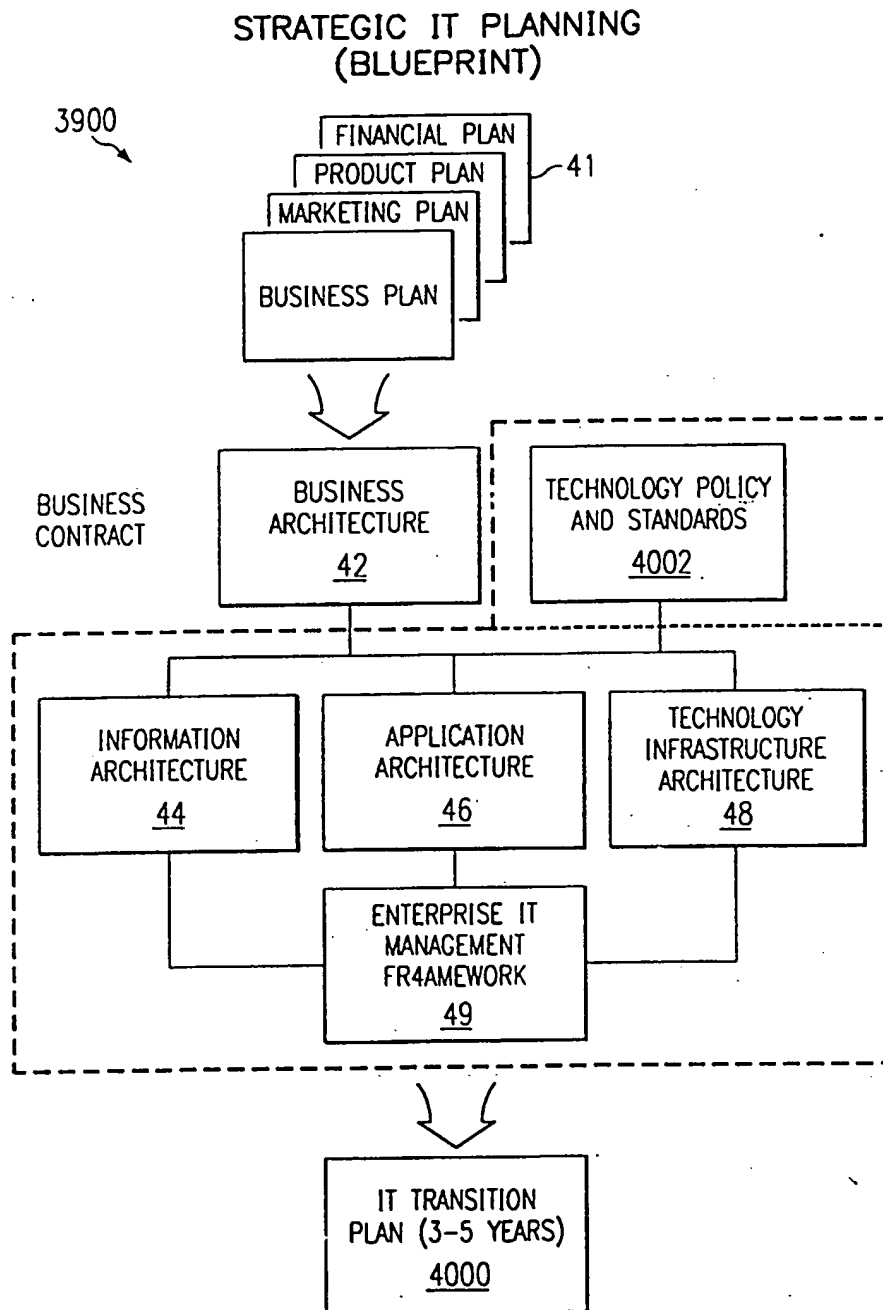 STRATEGIC IT PLANNING
(BLUEPRINT)
3900
FINANCIAL PLAN
PRODUCT PLAN
41
MARKETING PLAN
BUSINESS PLAN
BUSINESS
CONTRACT
BUSINESS
ARCHITECTURE
42
TECHNOLOGY POLICY
AND STANDARDS
4002
INFORMATION
ARCHITECTURE
44
APPLICATION
ARCHITECTURE
46
TECHNOLOGY
INFRASTRUCTURE
ARCHITECTURE
48
ENTERPRISE IT
MANAGEMENT
FR4AMEWORK
49
IT TRANSITION
PLAN (3-5 YEARS)
4000